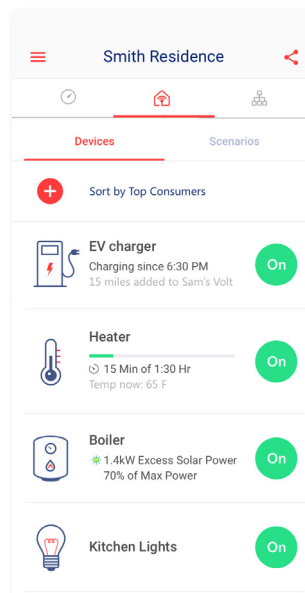 Smith Residence
Devices
Scenarios
Sort by Top Consumers
EV charger
Charging since 6:30 PM
15 miles added to Sam's Volt
On
Heater
15 Min of 1:30 Hr
Temp now: 65 F
On
Boiler
1.4kW Excess Solar Power
70% of Max Power
On
Kitchen Lights
On